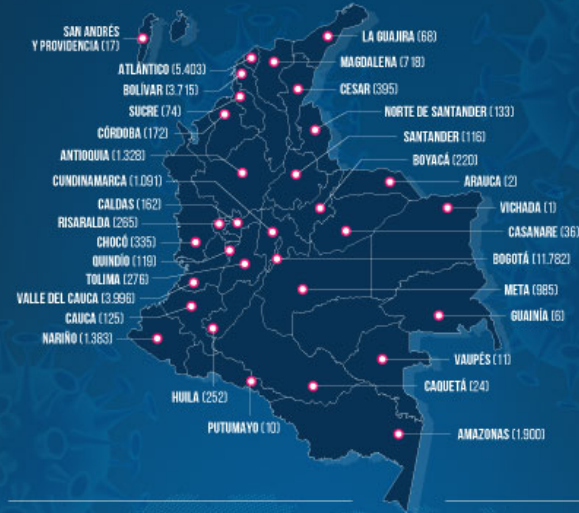 SAN ANDRÉS
Y PROVIDENCIA (17)
ATLÁNTICO (5.403)
BOLÍVAR (3.715)
SUCRE (74)
CÓRDOBA (172)
ANTIOQUIA (1.328)
CUNDINAMARCA (1.091)
CALDAS (162)
RISARALDA (265)
CHOCÓ (335)
QUINDÍO (119)
TOLIMA (276)
VALLE DEL CAUCA (3.996)
CAUCA (125)
NARIÑO (1.383)
HUILA (252)
PUTUMAYO (10)
LA GUAJIRA (68)
MAGDALENA (718)
CESAR (395)
NORTE DE SANTANDER (133)
SANTANDER (116)
BOYACÁ (220)
ARAUCA (2)
VICHADA (1)
CASANARE (36)
BOGOTÁ (11.782)
META (985)
GUAINÍA (6)
VAUPÉS (11)
CAQUETÁ (24)
AMAZONAS (1.900)